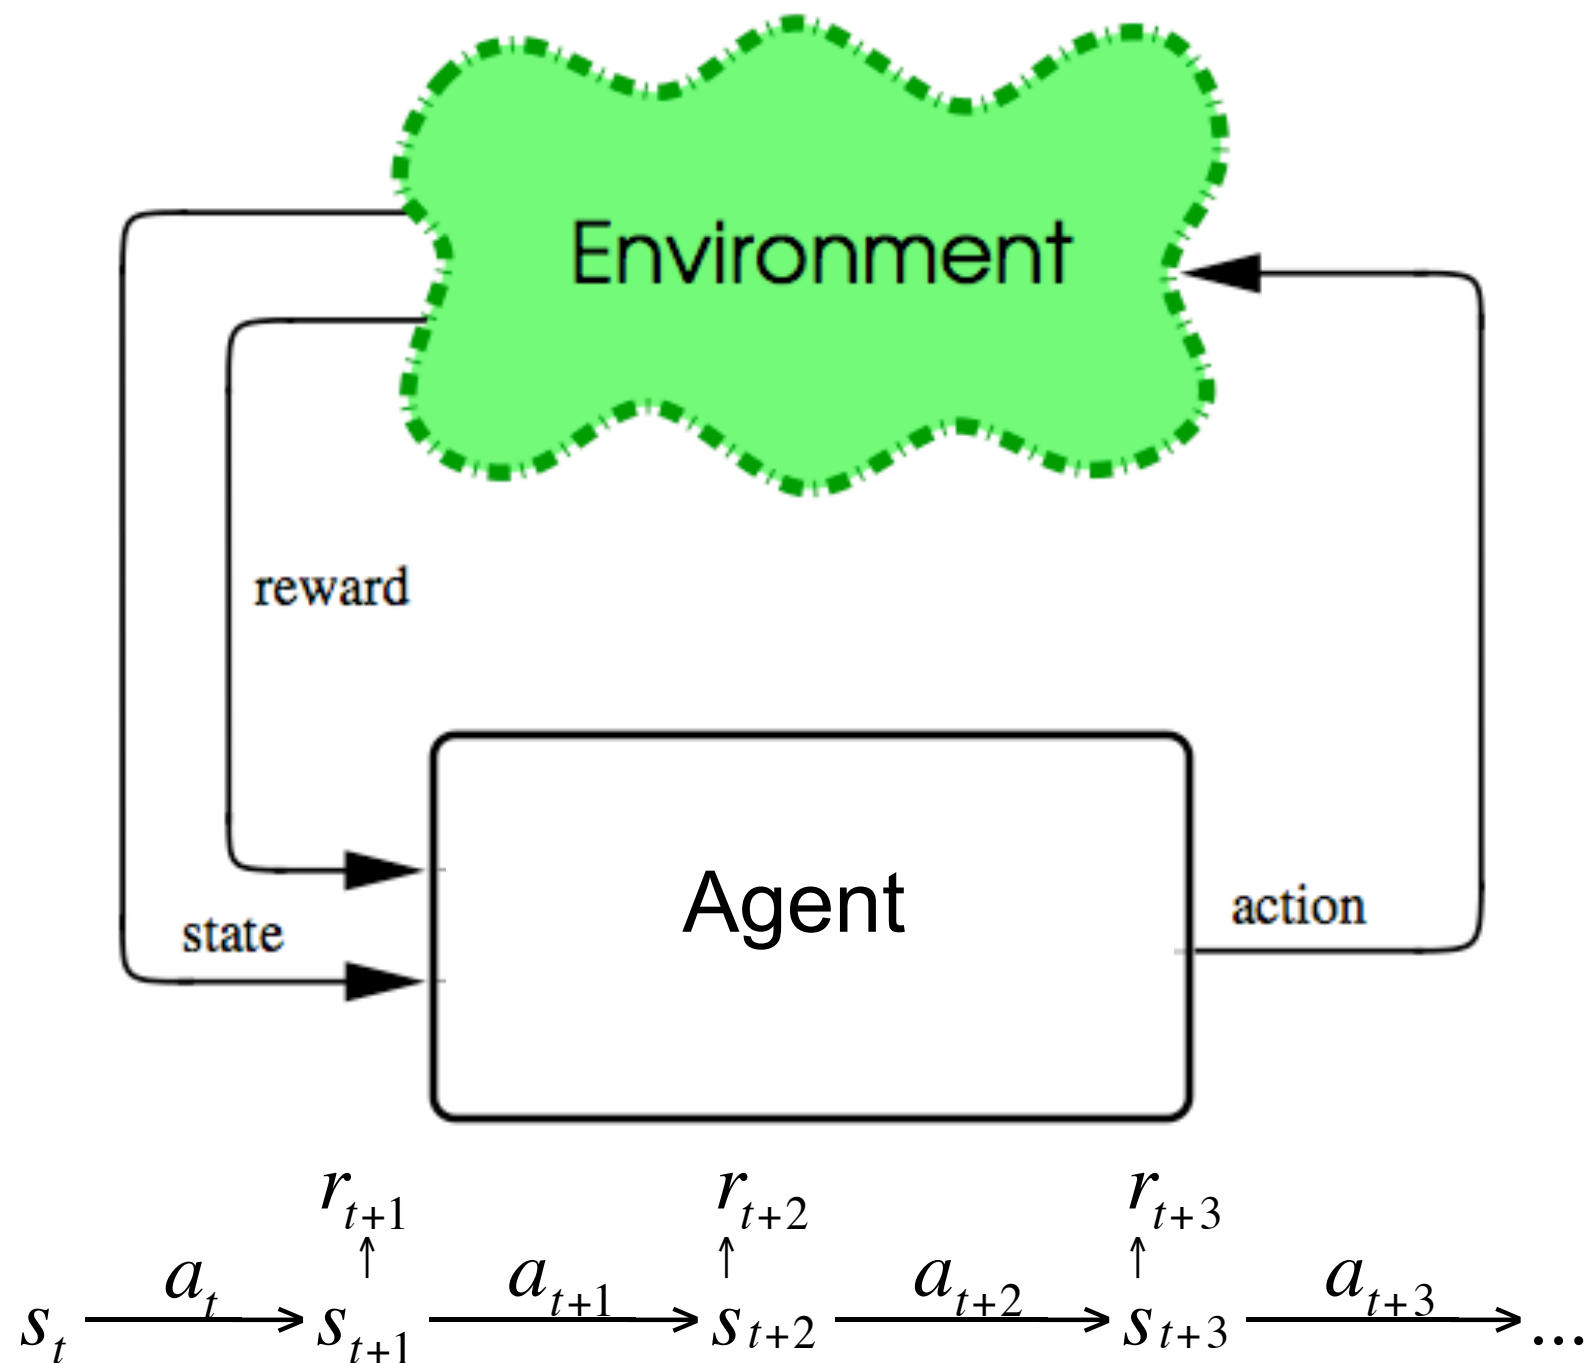 Environment
reward
Agent
action
state
r_{t+1} r_{t+2} r_{t+3}
↑ ↑ ↑
a_t a_{t+1} a_{t+2} a_{t+3}
s_t → s_{t+1} → s_{t+2} → s_{t+3} → ...